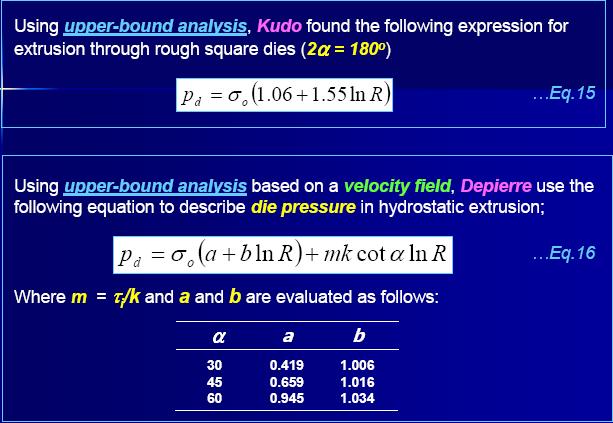 Using upper-bound analysis, Kudo found the following expression for
extrusion through rough square dies (2α = 180º)
p_d = σ_o (1.06 + 1.55 ln R)
...Eq.15
Using upper-bound analysis based on a velocity field, Depierre use the
following equation to describe die pressure in hydrostatic extrusion;
p_d = σ_o (a + b ln R) + mk cot α ln R
...Eq.16
Where m = τ_i/k and a and b are evaluated as follows:
α a b
30 0.419 1.006
45 0.659 1.016
60 0.945 1.034